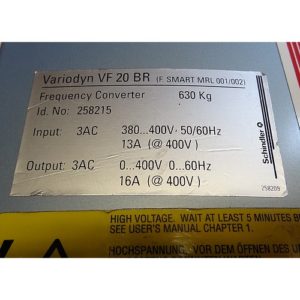 Variodyn VF 20 BR (F. SMART MRL 001/002)
Frequency Converter 630 Kg
Id. No 258215
Input: 3AC 380...400V- 50/60Hz
13A (@ 400V)
Output: 3AC 0...400V 0...60Hz
16A (@ 400V)
Schindler
258209
HIGH VOLTAGE. WAIT AT LEAST 5 MINUTES
SEE USER'S MANUAL CHAPTER 1.
HOCHSPANNUNG. VOR DEM ÖFFNEN DES